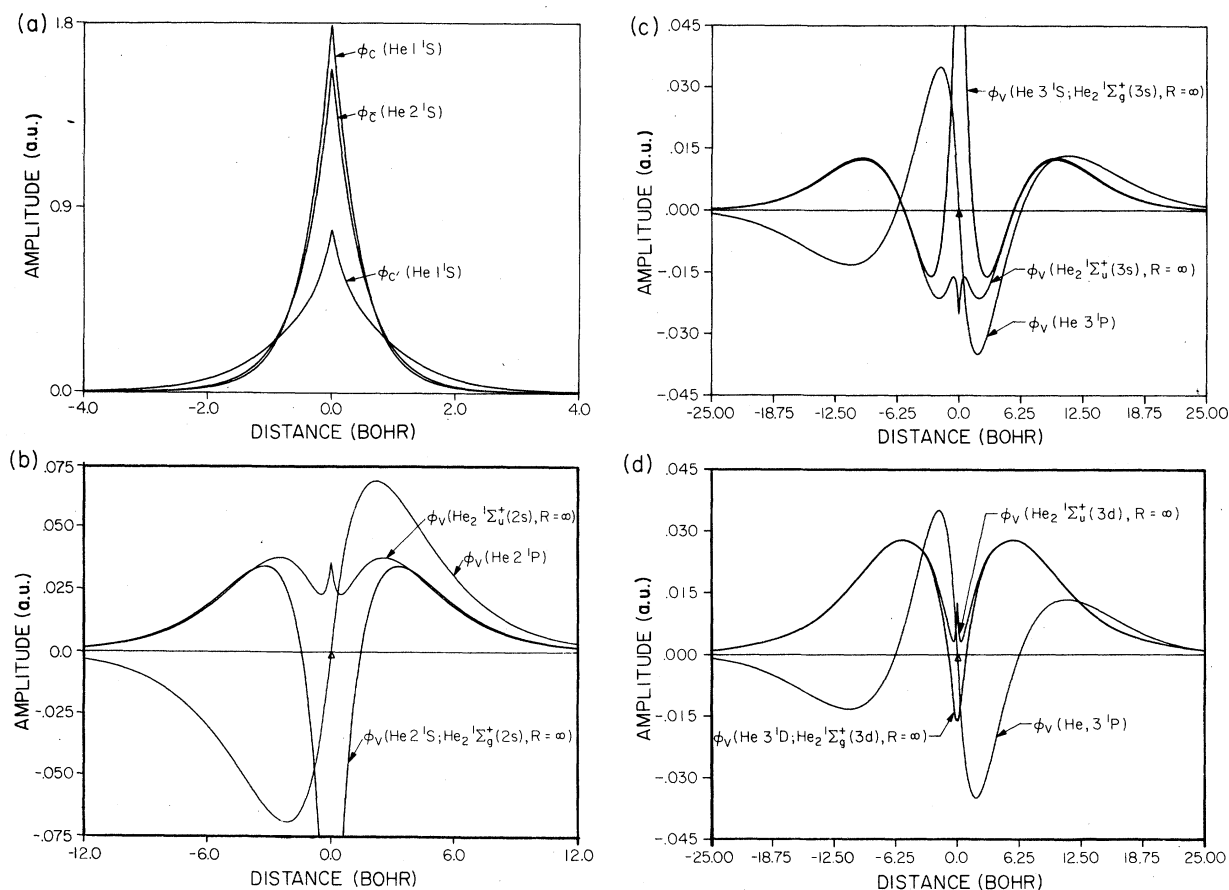 (a)
AMPLITUDE (a.u.)
1.8
0.9
0.0
ϕC (He 1 ¹S)
ϕC̄ (He 2 ¹S)
ϕC' (He 1 ¹S)
-4.0 -2.0 0.0 2.0 4.0
DISTANCE (BOHR)
(b)
AMPLITUDE (a.u.)
.075
.050
.025
0.0
-.025
-.050
-.075
ϕV (He₂ ¹Σu⁺(2s), R=∞)
ϕV (He 2 ¹P)
ϕV (He 2 ¹S; He₂ ¹Σg⁺(2s), R=∞)
-12.0 -6.0 0.0 6.0 12.0
DISTANCE (BOHR)
(c)
AMPLITUDE (a.u.)
.045
.030
.015
.000
-.015
-.030
-.045
ϕV (He 3 ¹S; He₂ ¹Σg⁺(3s), R=∞)
ϕV (He₂ ¹Σu⁺(3s), R=∞)
ϕV (He 3 ¹P)
-25.00 -18.75 -12.50 -6.25 0.0 6.25 12.50 18.75 25.00
DISTANCE (BOHR)
(d)
AMPLITUDE (a.u.)
.045
.030
.015
.000
-.015
-.030
-.045
ϕV (He₂ ¹Σu⁺(3d), R=∞)
ϕV (He 3 ¹D; He₂ ¹Σg⁺(3d), R=∞)
ϕV (He, 3 ¹P)
-25.00 -18.75 -12.50 -6.25 0.0 6.25 12.50 18.75 25.00
DISTANCE (BOHR)